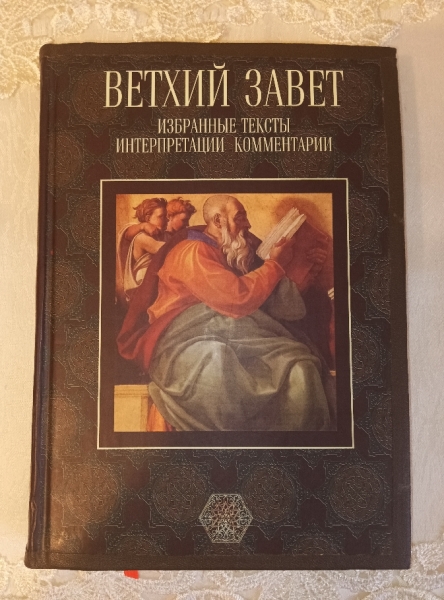 ВЕТХИЙ ЗАВЕТ
ИЗБРАННЫЕ ТЕКСТЫ
ИНТЕРПРЕТАЦИИ КОММЕНТАРИИ